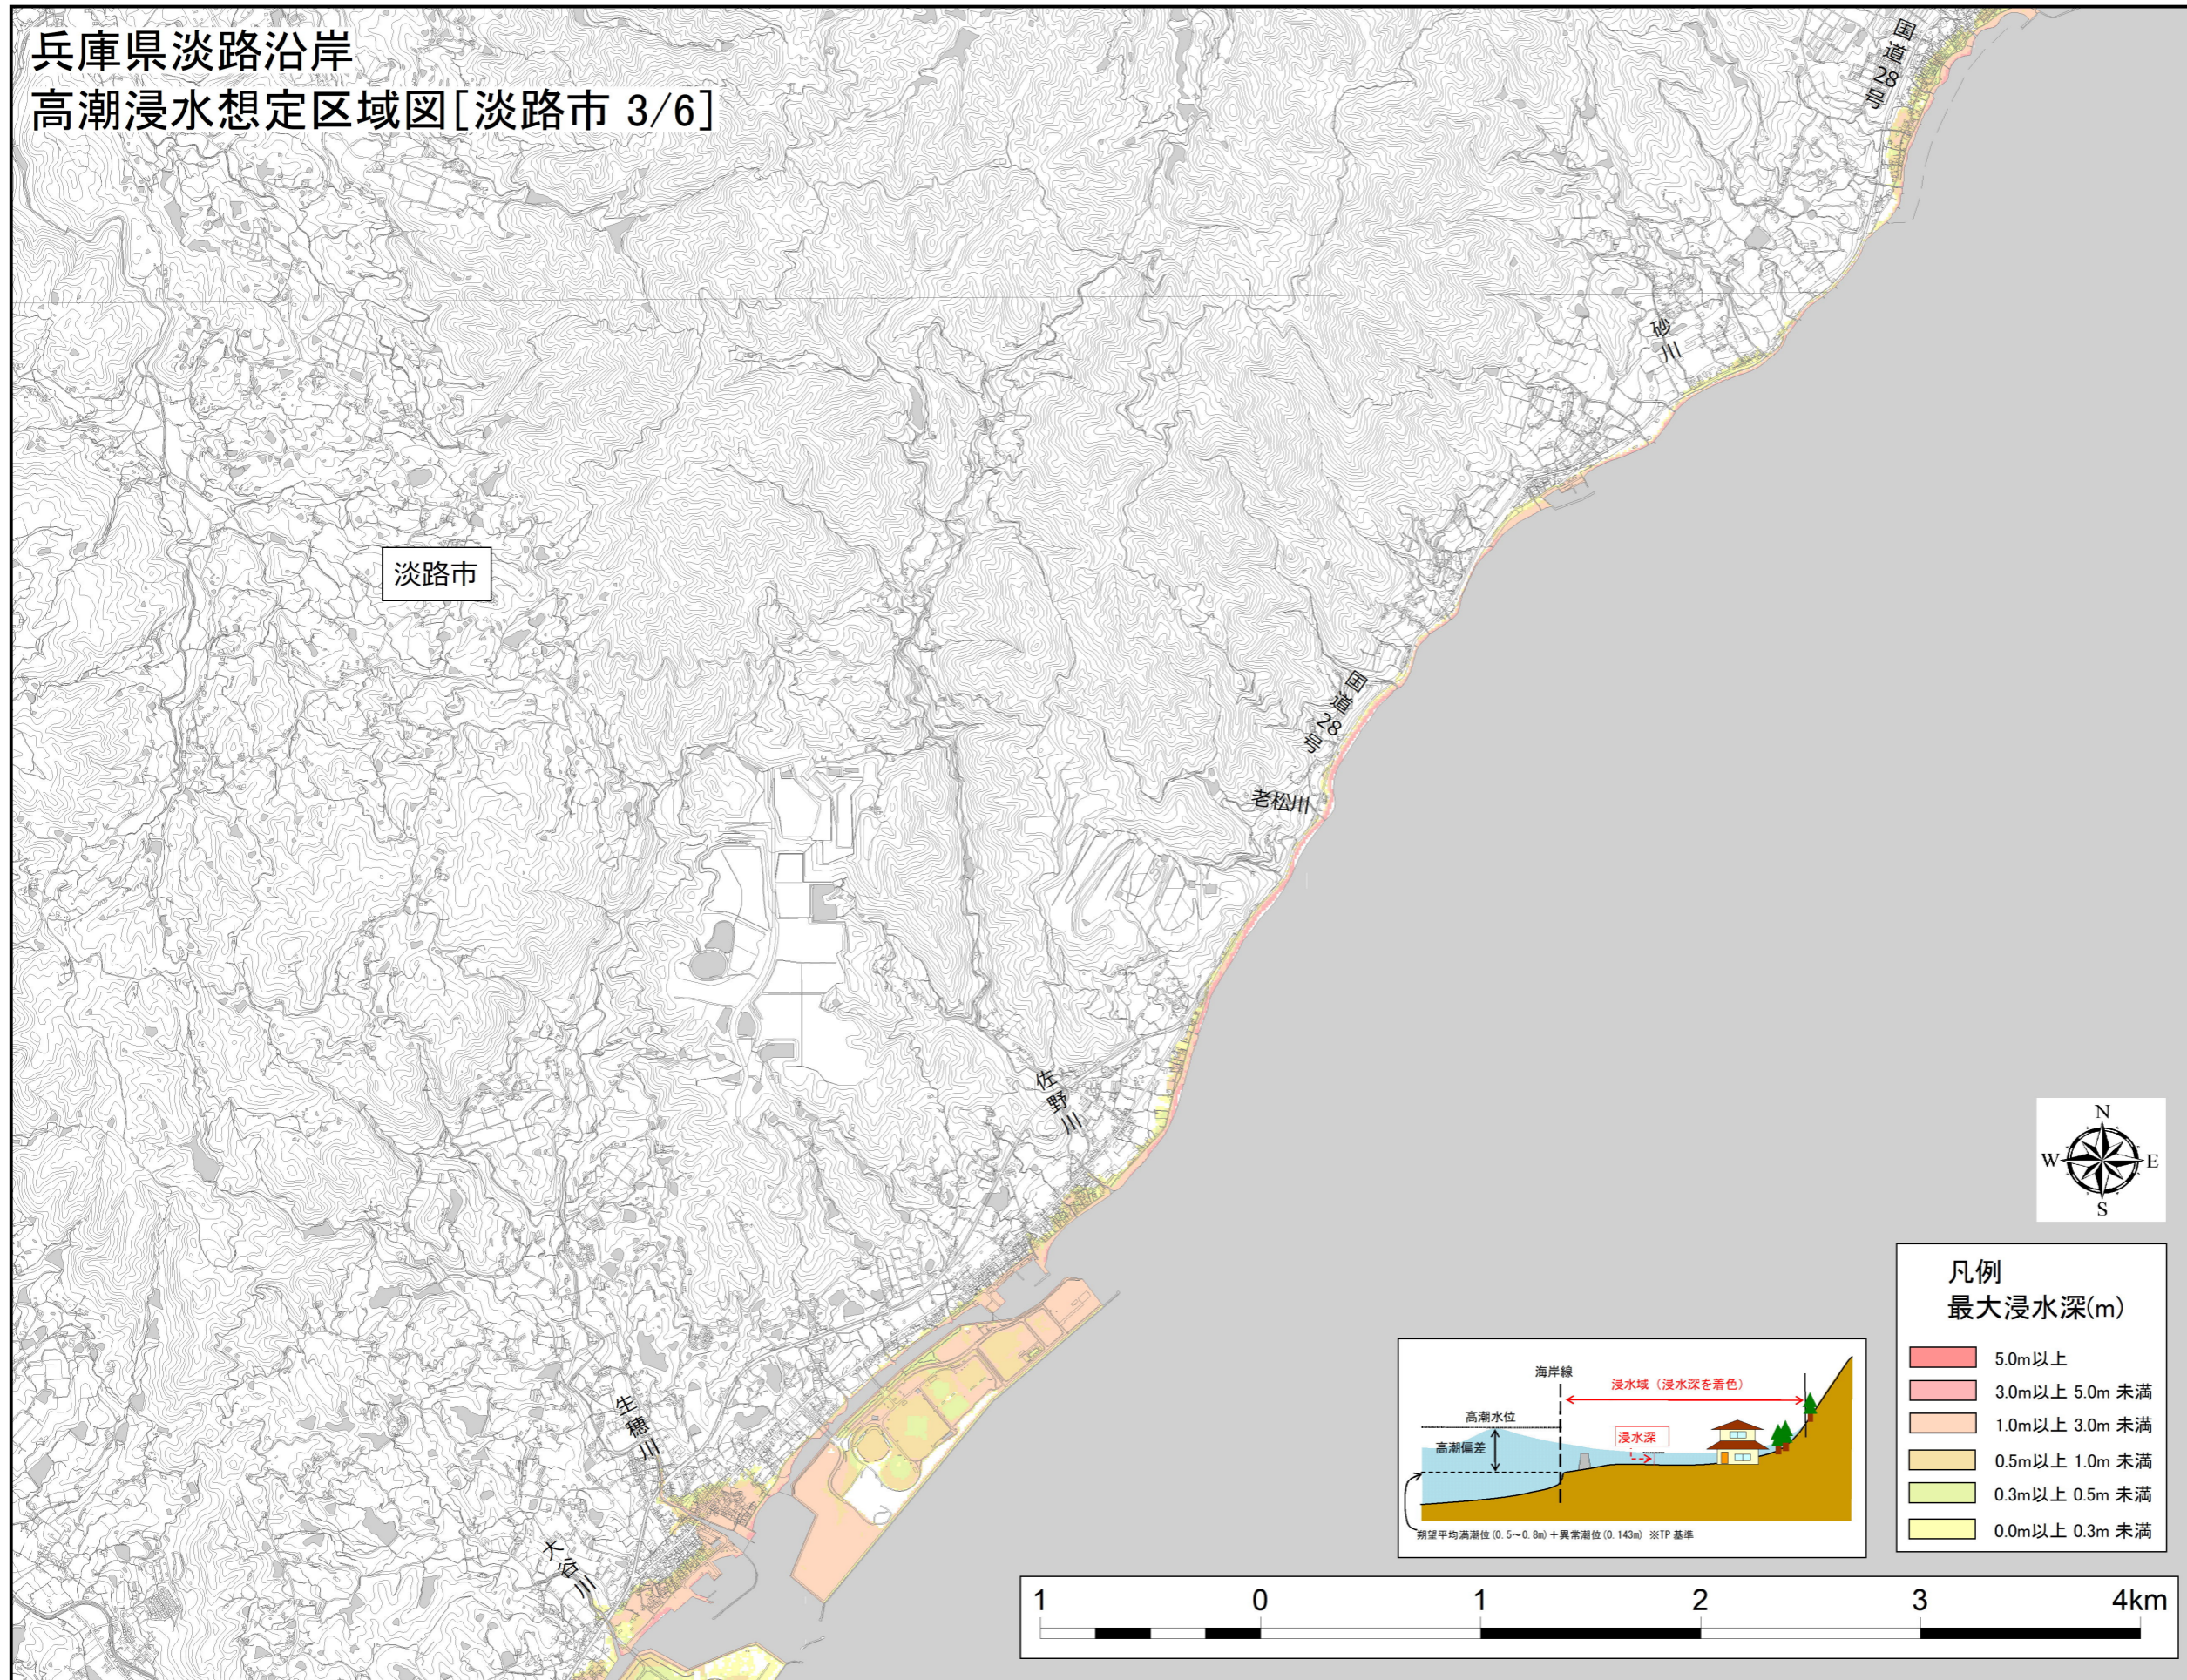 兵庫県淡路沿岸
高潮浸水想定区域図[淡路市 3/6]
国道28号
砂川
淡路市
国道28号
老松川
佐野川
生穂川
大谷川
N
W
E
S
凡例
最大浸水深(m)
5.0m以上
3.0m以上 5.0m 未満
1.0m以上 3.0m 未満
0.5m以上 1.0m 未満
0.3m以上 0.5m 未満
0.0m以上 0.3m 未満
海岸線
浸水域(浸水深を着色)
高潮水位
高潮偏差
浸水深
朔望平均満潮位(0.5~0.8m)+異常潮位(0.143m) ※TP基準
1 0 1 2 3 4km